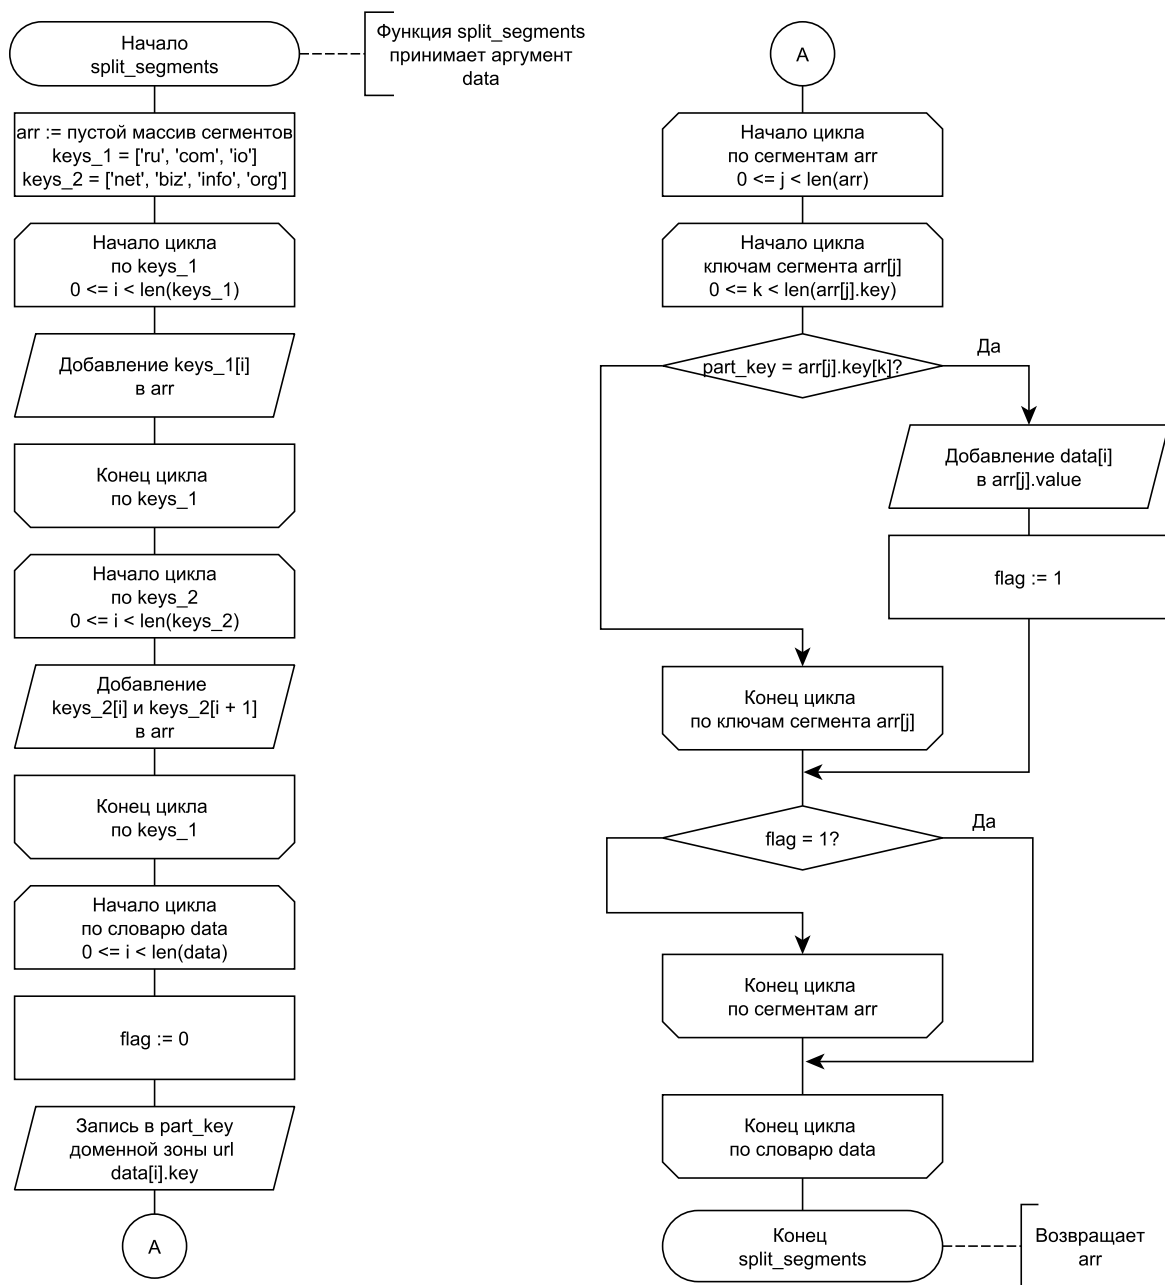 Начало
split_segments
Функция split_segments
принимает аргумент
data
arr := пустой массив сегментов
keys_1 = ['ru', 'com', 'io']
keys_2 = ['net', 'biz', 'info', 'org']
Начало цикла
по keys_1
0 <= i < len(keys_1)
Добавление keys_1[i]
в arr
Конец цикла
по keys_1
Начало цикла
по keys_2
0 <= i < len(keys_2)
Добавление
keys_2[i] и keys_2[i + 1]
в arr
Конец цикла
по keys_1
Начало цикла
по словарю data
0 <= i < len(data)
flag := 0
Запись в part_key
доменной зоны url
data[i].key
А
А
Начало цикла
по сегментам arr
0 <= j < len(arr)
Начало цикла
ключам сегмента arr[j]
0 <= k < len(arr[j].key)
part_key = arr[j].key[k]?
Да
Добавление data[i]
в arr[j].value
flag := 1
Конец цикла
по ключам сегмента arr[j]
flag = 1?
Да
Конец цикла
по сегментам arr
Конец цикла
по словарю data
Конец
split_segments
Возвращает
arr